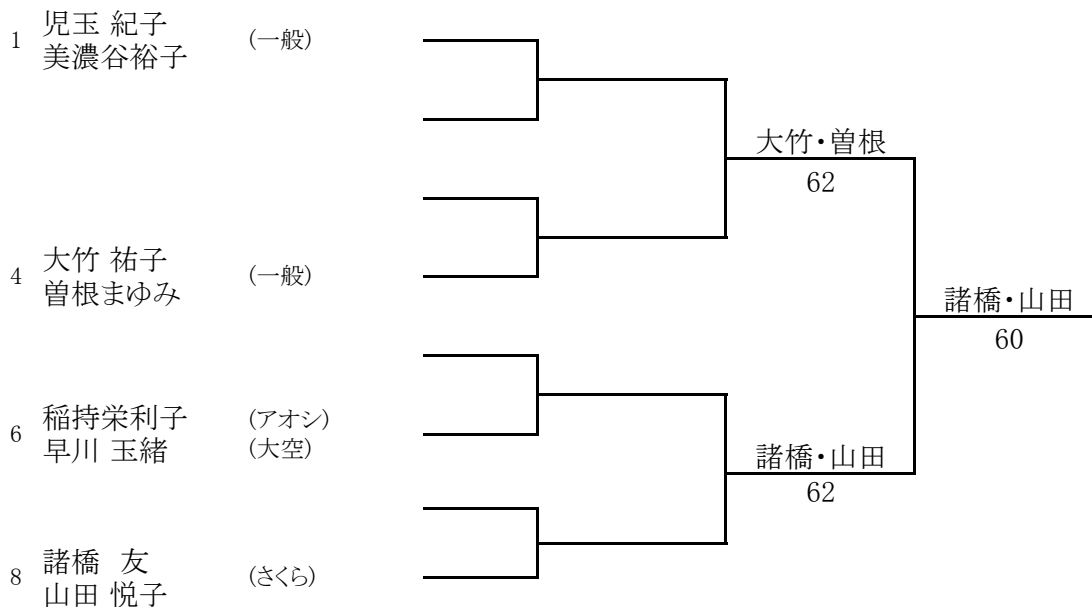 1 児玉 紀子 (一般)
美濃谷裕子
大竹・曽根
62
4 大竹 祐子 (一般)
曽根まゆみ
諸橋・山田
60
6 稲持栄利子 (アオシ)
早川 玉緒 (大空)
諸橋・山田
62
8 諸橋 友 (さくら)
山田 悦子